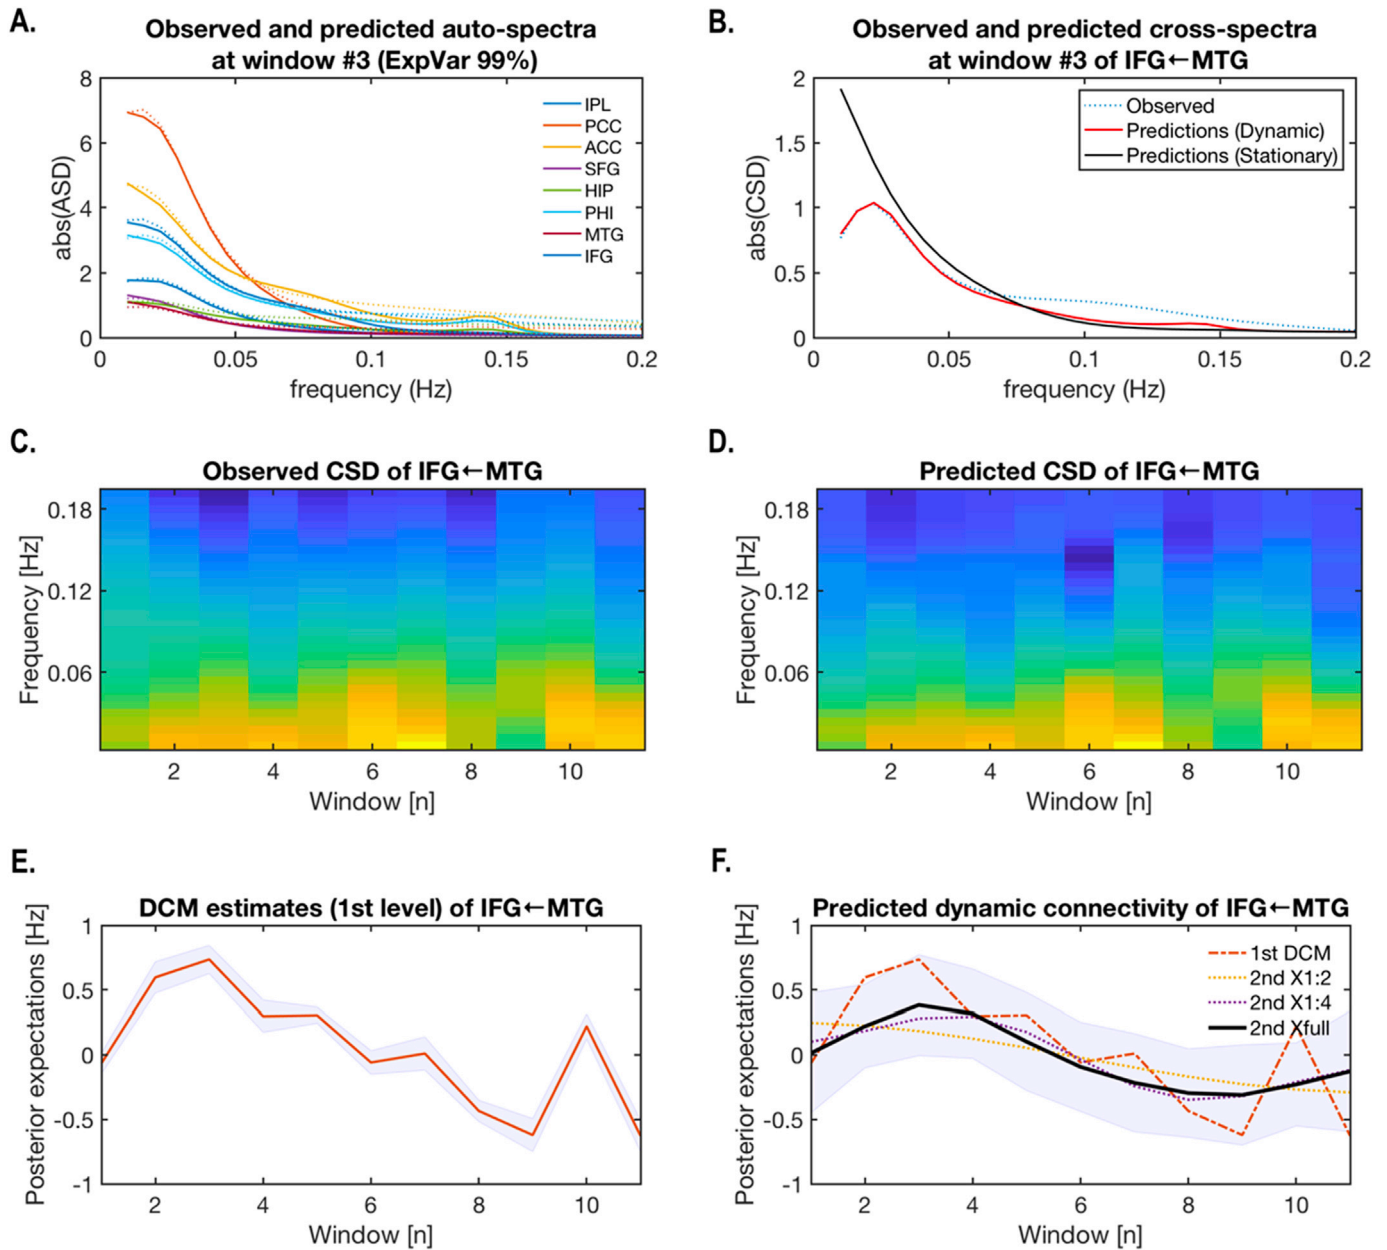 A.
Observed and predicted auto-spectra
at window #3 (ExpVar 99%)
abs(ASD)
8
6
4
2
0
0
0.05
0.1
0.15
0.2
frequency (Hz)
IPL
PCC
ACC
SFG
HIP
PHI
MTG
IFG
B.
Observed and predicted cross-spectra
at window #3 of IFG←MTG
abs(CSD)
2
1.5
1
0.5
0
0
0.05
0.1
0.15
0.2
frequency (Hz)
Observed
Predictions (Dynamic)
Predictions (Stationary)
C.
Observed CSD of IFG←MTG
Frequency [Hz]
0.18
0.12
0.06
2
4
6
8
10
Window [n]
D.
Predicted CSD of IFG←MTG
Frequency [Hz]
0.18
0.12
0.06
2
4
6
8
10
Window [n]
E.
DCM estimates (1st level) of IFG←MTG
Posterior expectations [Hz]
1
0.5
0
-0.5
-1
2
4
6
8
10
Window [n]
F.
Predicted dynamic connectivity of IFG←MTG
Posterior expectations [Hz]
1
0.5
0
-0.5
-1
2
4
6
8
10
Window [n]
1st DCM
2nd X1:2
2nd X1:4
2nd Xfull